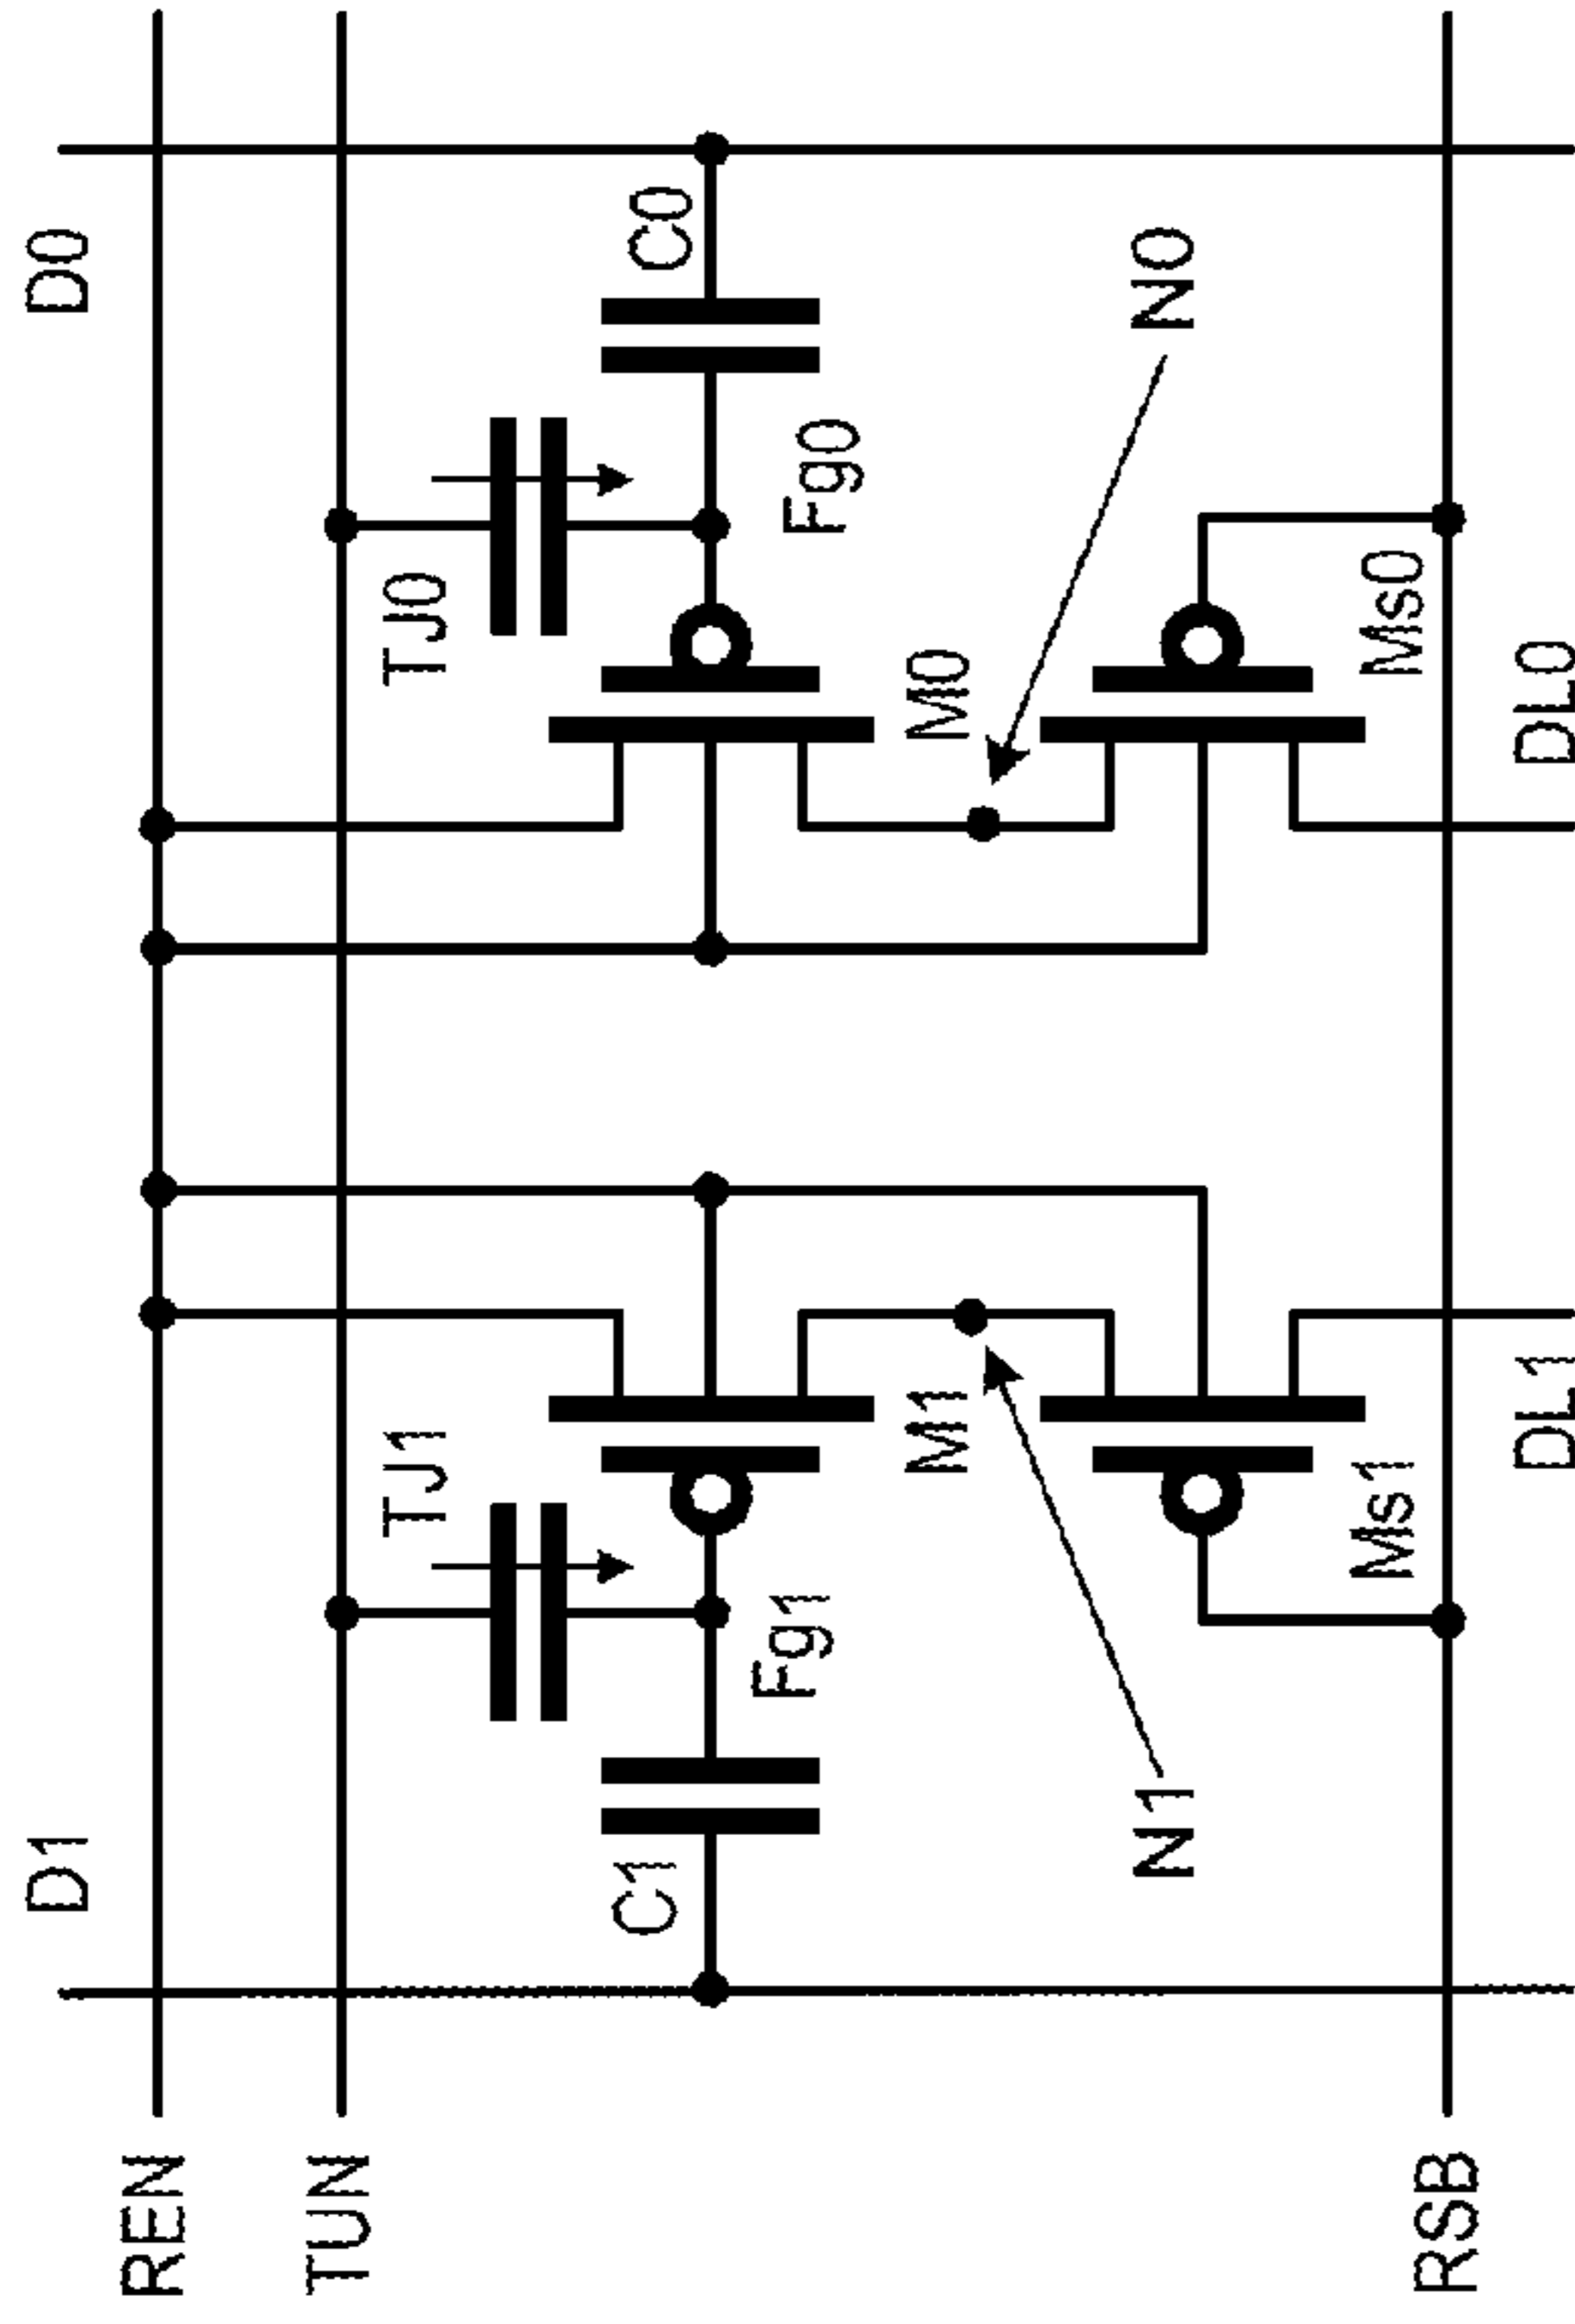 D1 D0
REN
TUN
TJ1 TJ0
C1 C0
Fg1 Fg0
M1 M0
N1 N0
Ms1 Ms0
RSB
DL1 DL0